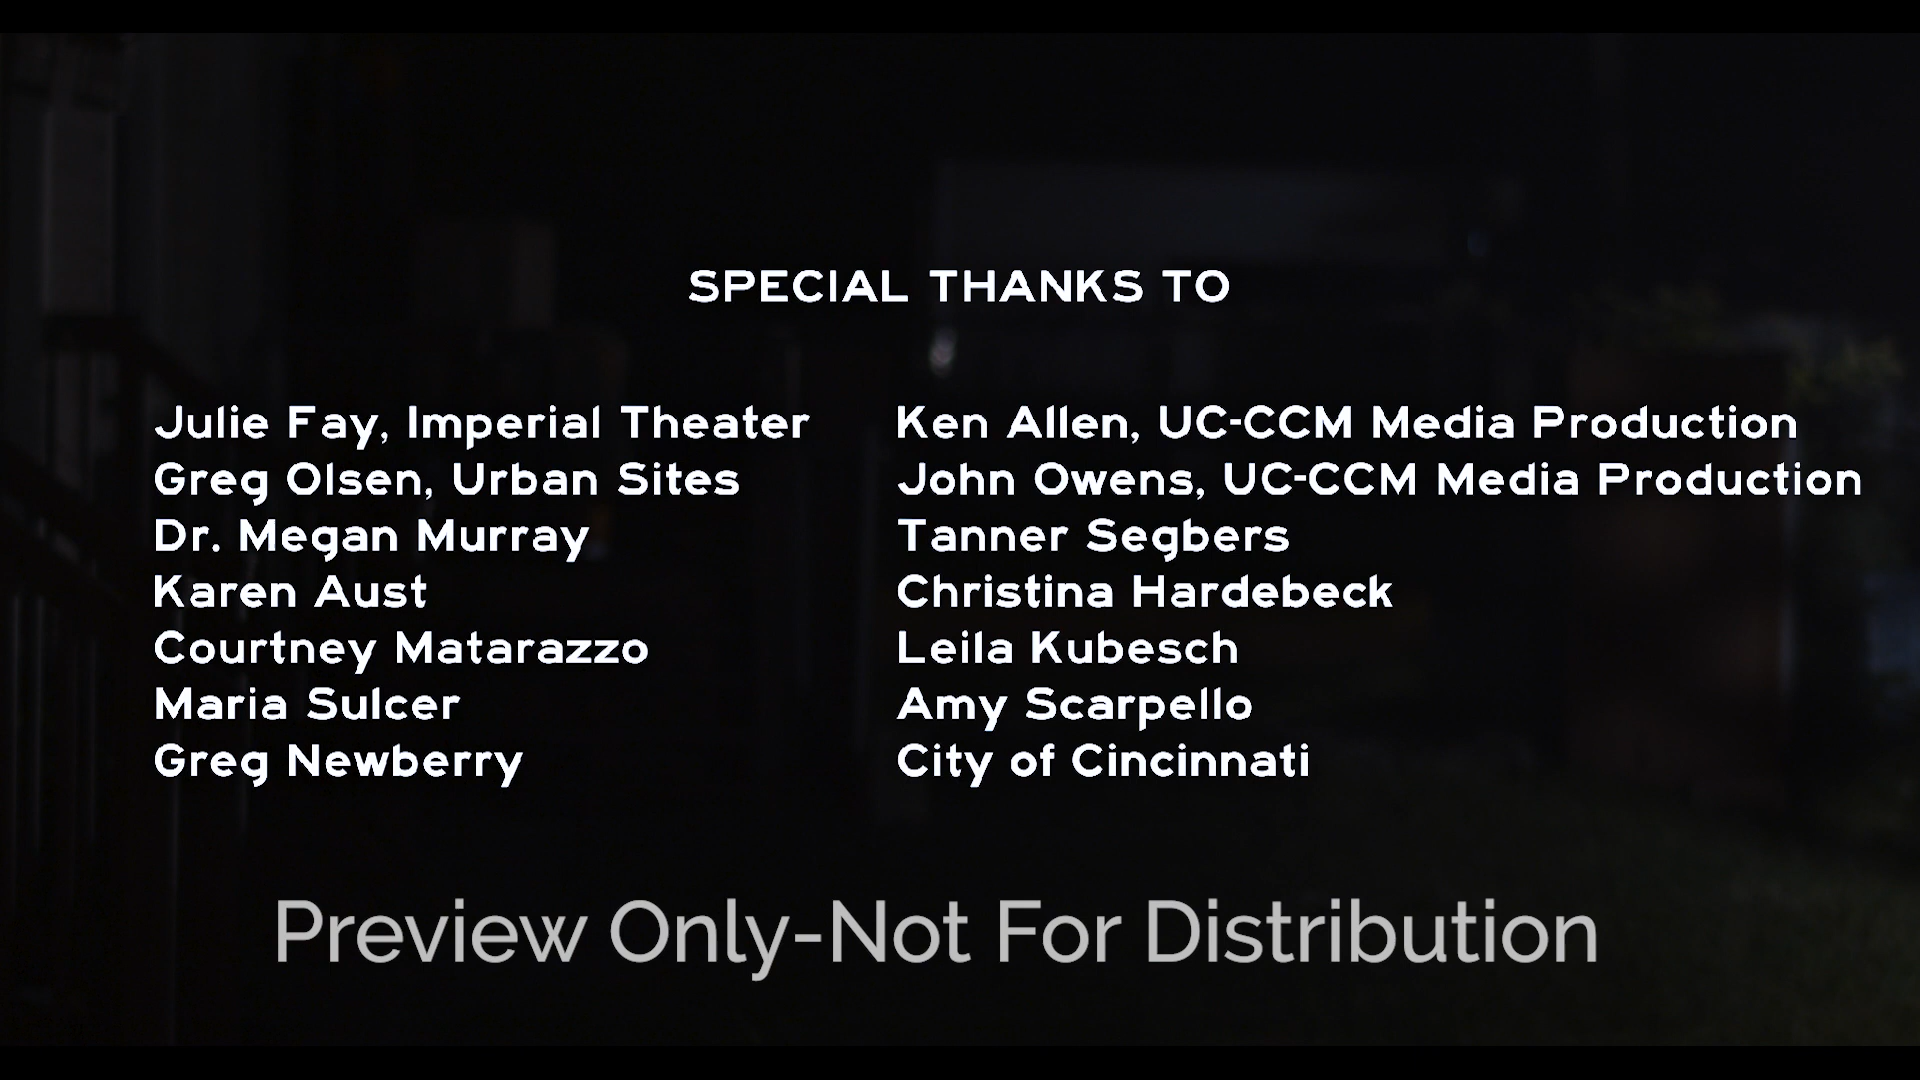 SPECIAL THANKS TO
Julie Fay, Imperial Theater
Greg Olsen, Urban Sites
Dr. Megan Murray
Karen Aust
Courtney Matarazzo
Maria Sulcer
Greg Newberry
Ken Allen, UC-CCM Media Production
John Owens, UC-CCM Media Production
Tanner Segbers
Christina Hardebeck
Leila Kubesch
Amy Scarpello
City of Cincinnati
Preview Only-Not For Distribution